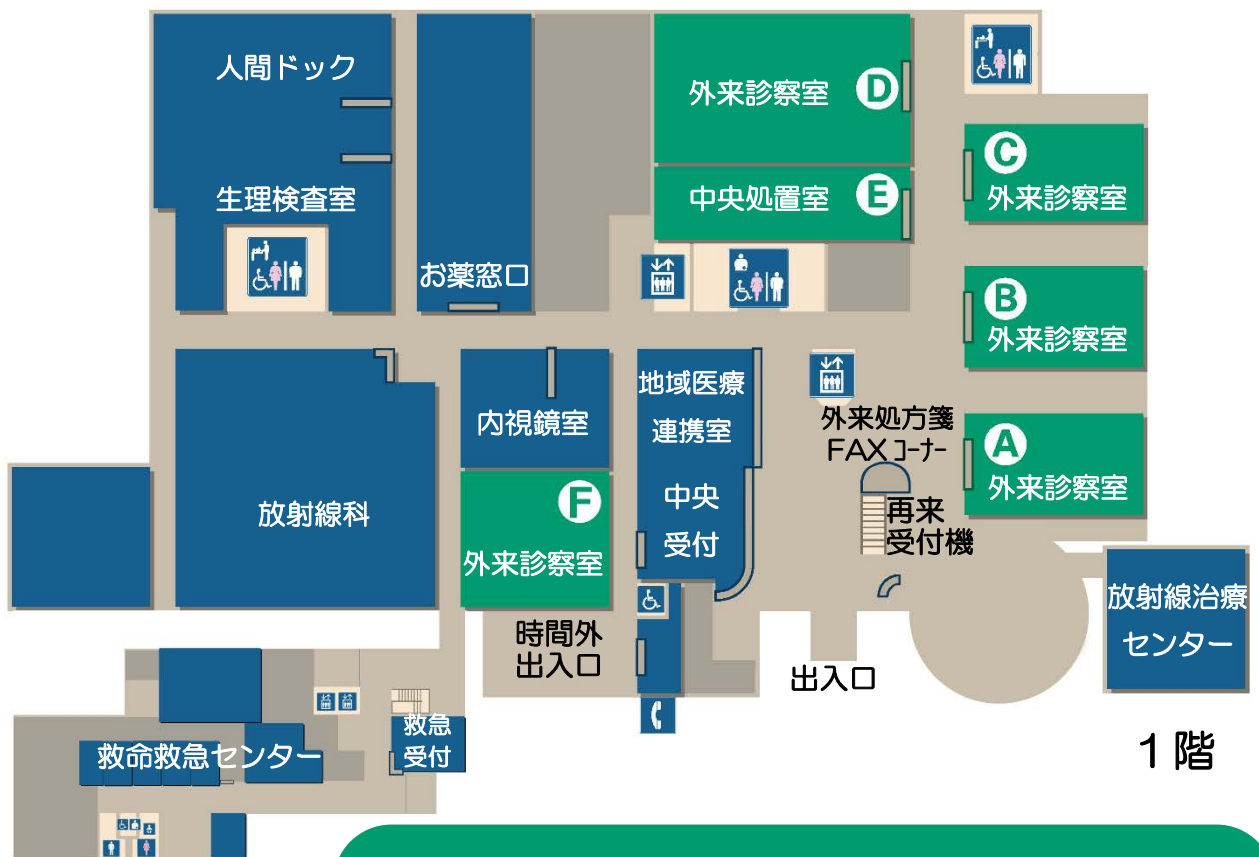 人間ドック
外来診察室 D
C
外来診察室
生理検査室
中央処置室 E
お薬窓口
B
外来診察室
地域医療
連携室
内視鏡室
外来処方箋
FAXコーナー
A
外来診察室
放射線科
F
外来診察室
中央
受付
再来
受付機
放射線治療
センター
時間外
出入口
出入口
救急
受付
救命救急センター
1階